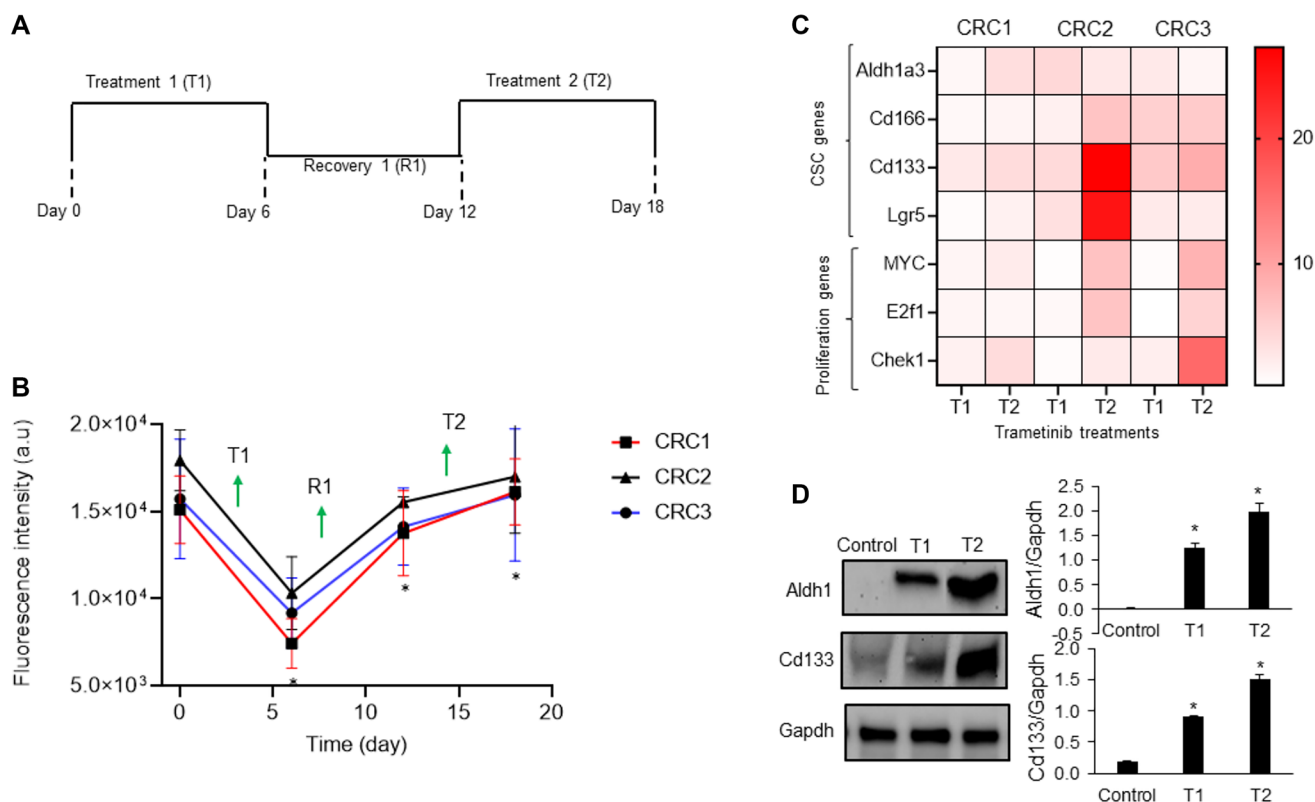 A
Treatment 1 (T1)
Treatment 2 (T2)
Recovery 1 (R1)
Day 0
Day 6
Day 12
Day 18
B
Fluorescence intensity (a.u)
2.0×10⁴
1.5×10⁴
1.0×10⁴
5.0×10³
T1
R1
T2
*
*
*
0
5
10
15
20
Time (day)
CRC1
CRC2
CRC3
C
CRC1 CRC2 CRC3
CSC genes
Aldh1a3
Cd166
Cd133
Lgr5
Proliferation genes
MYC
E2f1
Chek1
T1 T2 T1 T2 T1 T2
Trametinib treatments
20
10
D
Control T1 T2
Aldh1
Cd133
Gapdh
Aldh1/Gapdh
2.5
2.0
1.5
1.0
0.5
0.0
-0.5
*
*
Control T1 T2
Cd133/Gapdh
2.0
1.5
1.0
0.5
0.0
*
*
Control T1 T2